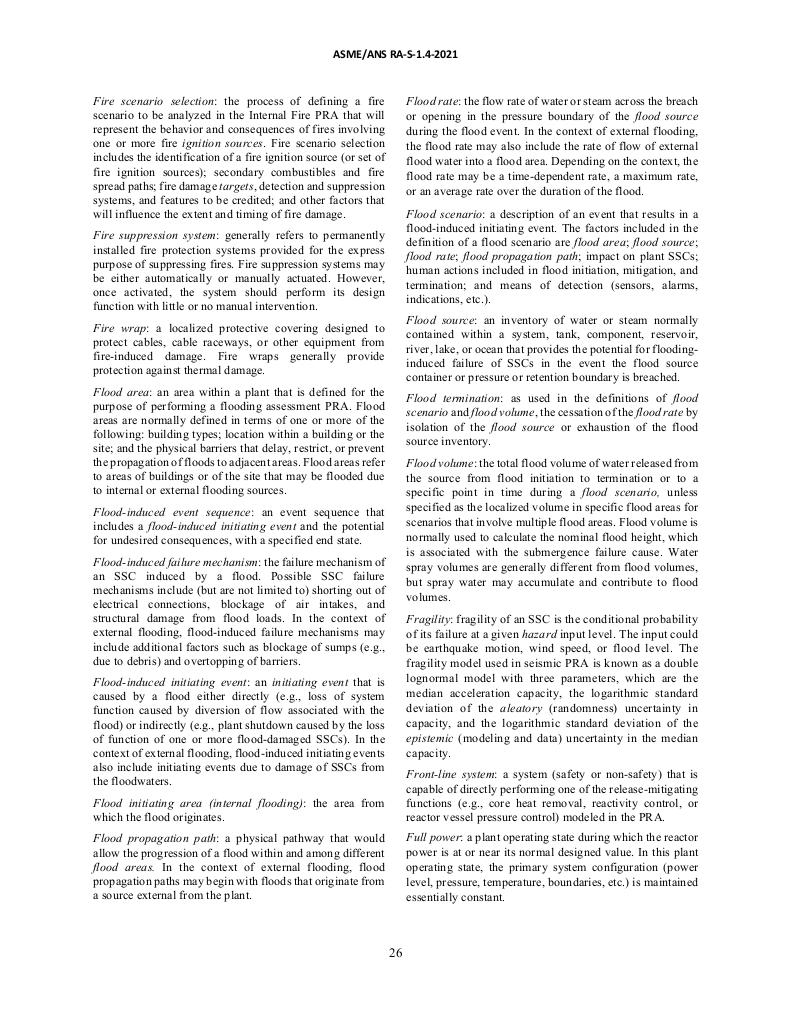 ASME/ANS RA-S-1.4-2021
Fire scenario selection: the process of defining a fire
scenario to be analyzed in the Internal Fire PRA that will
represent the behavior and consequences of fires involving
one or more fire ignition sources. Fire scenario selection
includes the identification of a fire ignition source (or set of
fire ignition sources); secondary combustibles and fire
spread paths; fire damage targets, detection and suppression
systems, and features to be credited; and other factors that
will influence the extent and timing of fire damage.
Fire suppression system: generally refers to permanently
installed fire protection systems provided for the express
purpose of suppressing fires. Fire suppression systems may
be either automatically or manually actuated. However,
once activated, the system should perform its design
function with little or no manual intervention.
Fire wrap: a localized protective covering designed to
protect cables, cable raceways, or other equipment from
fire-induced damage. Fire wraps generally provide
protection against thermal damage.
Flood area: an area within a plant that is defined for the
purpose of performing a flooding assessment PRA. Flood
areas are normally defined in terms of one or more of the
following: building types; location within a building or the
site; and the physical barriers that delay, restrict, or prevent
the propagation of floods to adjacent areas. Flood areas refer
to areas of buildings or of the site that may be flooded due
to internal or external flooding sources.
Flood-induced event sequence: an event sequence that
includes a flood-induced initiating event and the potential
for undesired consequences, with a specified end state.
Flood-induced failure mechanism: the failure mechanism of
an SSC induced by a flood. Possible SSC failure
mechanisms include (but are not limited to) shorting out of
electrical connections, blockage of air intakes, and
structural damage from flood loads. In the context of
external flooding, flood-induced failure mechanisms may
include additional factors such as blockage of sumps (e.g.,
due to debris) and overtopping of barriers.
Flood-induced initiating event: an initiating event that is
caused by a flood either directly (e.g., loss of system
function caused by diversion of flow associated with the
flood) or indirectly (e.g., plant shutdown caused by the loss
of function of one or more flood-damaged SSCs). In the
context of external flooding, flood-induced initiating events
also include initiating events due to damage of SSCs from
the floodwaters.
Flood initiating area (internal flooding): the area from
which the flood originates.
Flood propagation path: a physical pathway that would
allow the progression of a flood within and among different
flood areas. In the context of external flooding, flood
propagation paths may begin with floods that originate from
a source external from the plant.
Flood rate: the flow rate of water or steam across the breach
or opening in the pressure boundary of the flood source
during the flood event. In the context of external flooding,
the flood rate may also include the rate of flow of external
flood water into a flood area. Depending on the context, the
flood rate may be a time-dependent rate, a maximum rate,
or an average rate over the duration of the flood.
Flood scenario: a description of an event that results in a
flood-induced initiating event. The factors included in the
definition of a flood scenario are flood area; flood source;
flood rate; flood propagation path; impact on plant SSCs;
human actions included in flood initiation, mitigation, and
termination; and means of detection (sensors, alarms,
indications, etc.).
Flood source: an inventory of water or steam normally
contained within a system, tank, component, reservoir,
river, lake, or ocean that provides the potential for flooding-
induced failure of SSCs in the event the flood source
container or pressure or retention boundary is breached.
Flood termination: as used in the definitions of flood
scenario and flood volume, the cessation of the flood rate by
isolation of the flood source or exhaustion of the flood
source inventory.
Flood volume: the total flood volume of water released from
the source from flood initiation to termination or to a
specific point in time during a flood scenario, unless
specified as the localized volume in specific flood areas for
scenarios that involve multiple flood areas. Flood volume is
normally used to calculate the nominal flood height, which
is associated with the submergence failure cause. Water
spray volumes are generally different from flood volumes,
but spray water may accumulate and contribute to flood
volumes.
Fragility: fragility of an SSC is the conditional probability
of its failure at a given hazard input level. The input could
be earthquake motion, wind speed, or flood level. The
fragility model used in seismic PRA is known as a double
lognormal model with three parameters, which are the
median acceleration capacity, the logarithmic standard
deviation of the aleatory (randomness) uncertainty in
capacity, and the logarithmic standard deviation of the
epistemic (modeling and data) uncertainty in the median
capacity.
Front-line system: a system (safety or non-safety) that is
capable of directly performing one of the release-mitigating
functions (e.g., core heat removal, reactivity control, or
reactor vessel pressure control) modeled in the PRA.
Full power: a plant operating state during which the reactor
power is at or near its normal designed value. In this plant
operating state, the primary system configuration (power
level, pressure, temperature, boundaries, etc.) is maintained
essentially constant.
26